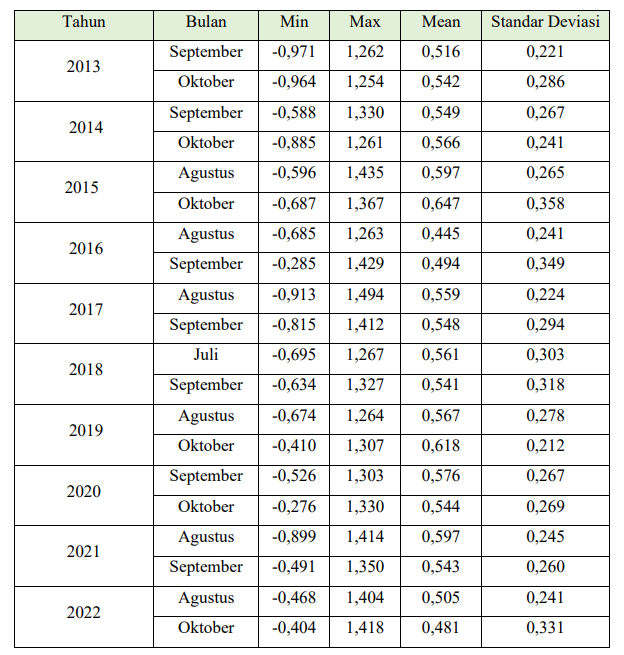 Tahun Bulan Min Max Mean Standar Deviasi
2013 September -0,971 1,262 0,516 0,221
Oktober -0,964 1,254 0,542 0,286
2014 September -0,588 1,330 0,549 0,267
Oktober -0,885 1,261 0,566 0,241
2015 Agustus -0,596 1,435 0,597 0,265
Oktober -0,687 1,367 0,647 0,358
2016 Agustus -0,685 1,263 0,445 0,241
September -0,285 1,429 0,494 0,349
2017 Agustus -0,913 1,494 0,559 0,224
September -0,815 1,412 0,548 0,294
2018 Juli -0,695 1,267 0,561 0,303
September -0,634 1,327 0,541 0,318
2019 Agustus -0,674 1,264 0,567 0,278
Oktober -0,410 1,307 0,618 0,212
2020 September -0,526 1,303 0,576 0,267
Oktober -0,276 1,330 0,544 0,269
2021 Agustus -0,899 1,414 0,597 0,245
September -0,491 1,350 0,543 0,260
2022 Agustus -0,468 1,404 0,505 0,241
Oktober -0,404 1,418 0,481 0,331